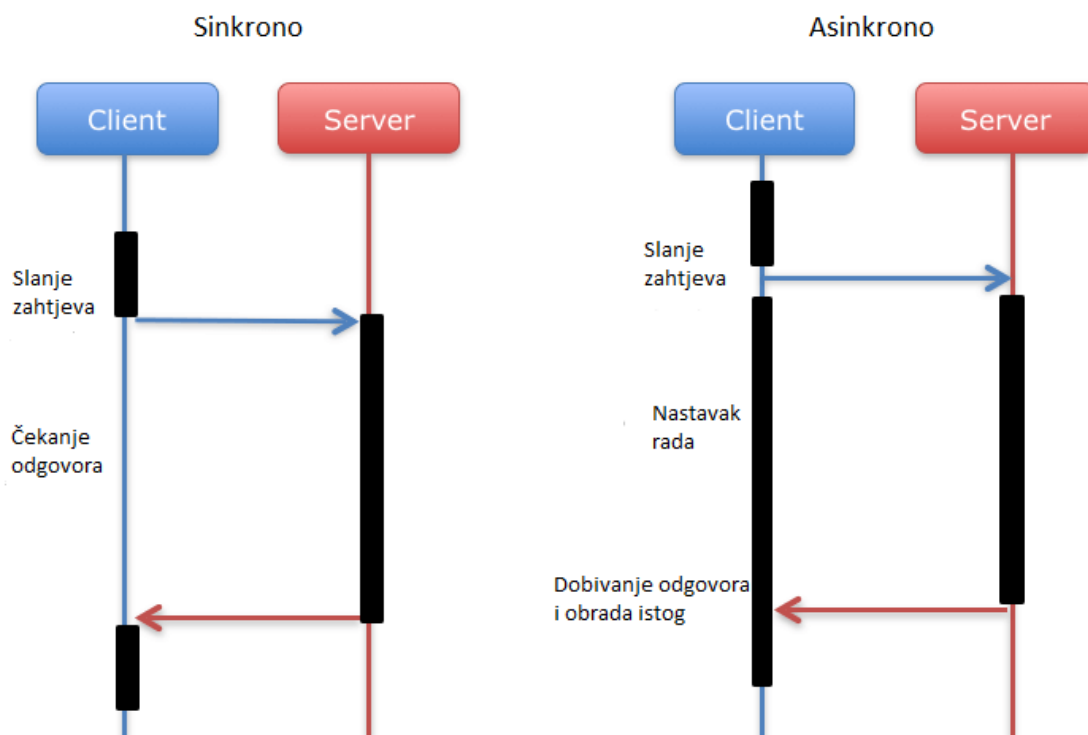 Sinkrono
Client
Server
Slanje
zahtjeva
Čekanje
odgovora
Asinkrono
Client
Server
Slanje
zahtjeva
Nastavak
rada
Dobivanje odgovora
i obrada istog